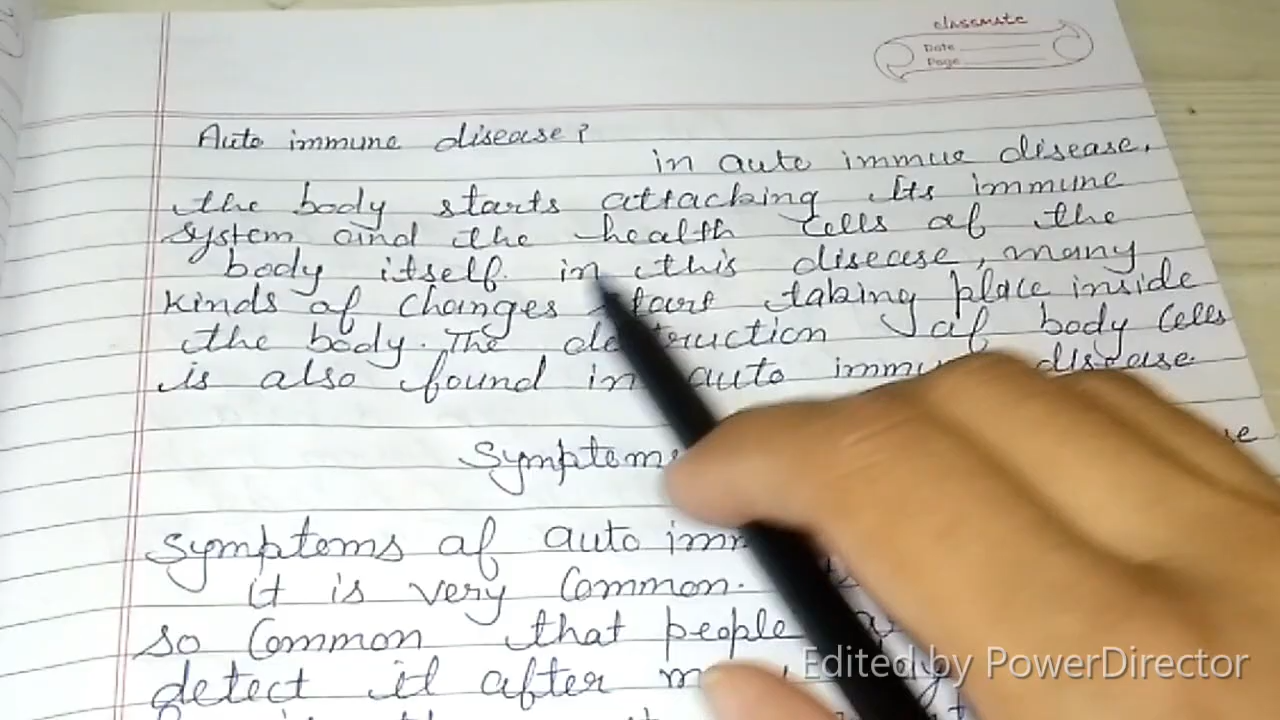 classmate
Date
Page
Auto immune disease?
in auto immue disease,
the body starts attacking Its immune
system and the health cells of the
body itself. in this disease, many
kinds of changes start taking place inside
the body. The destruction of body Cells
is also found in auto immune disease.
Symptoms
Symptoms of auto
it is very Common.
so Common that people
detect it after
Edited by PowerDirector